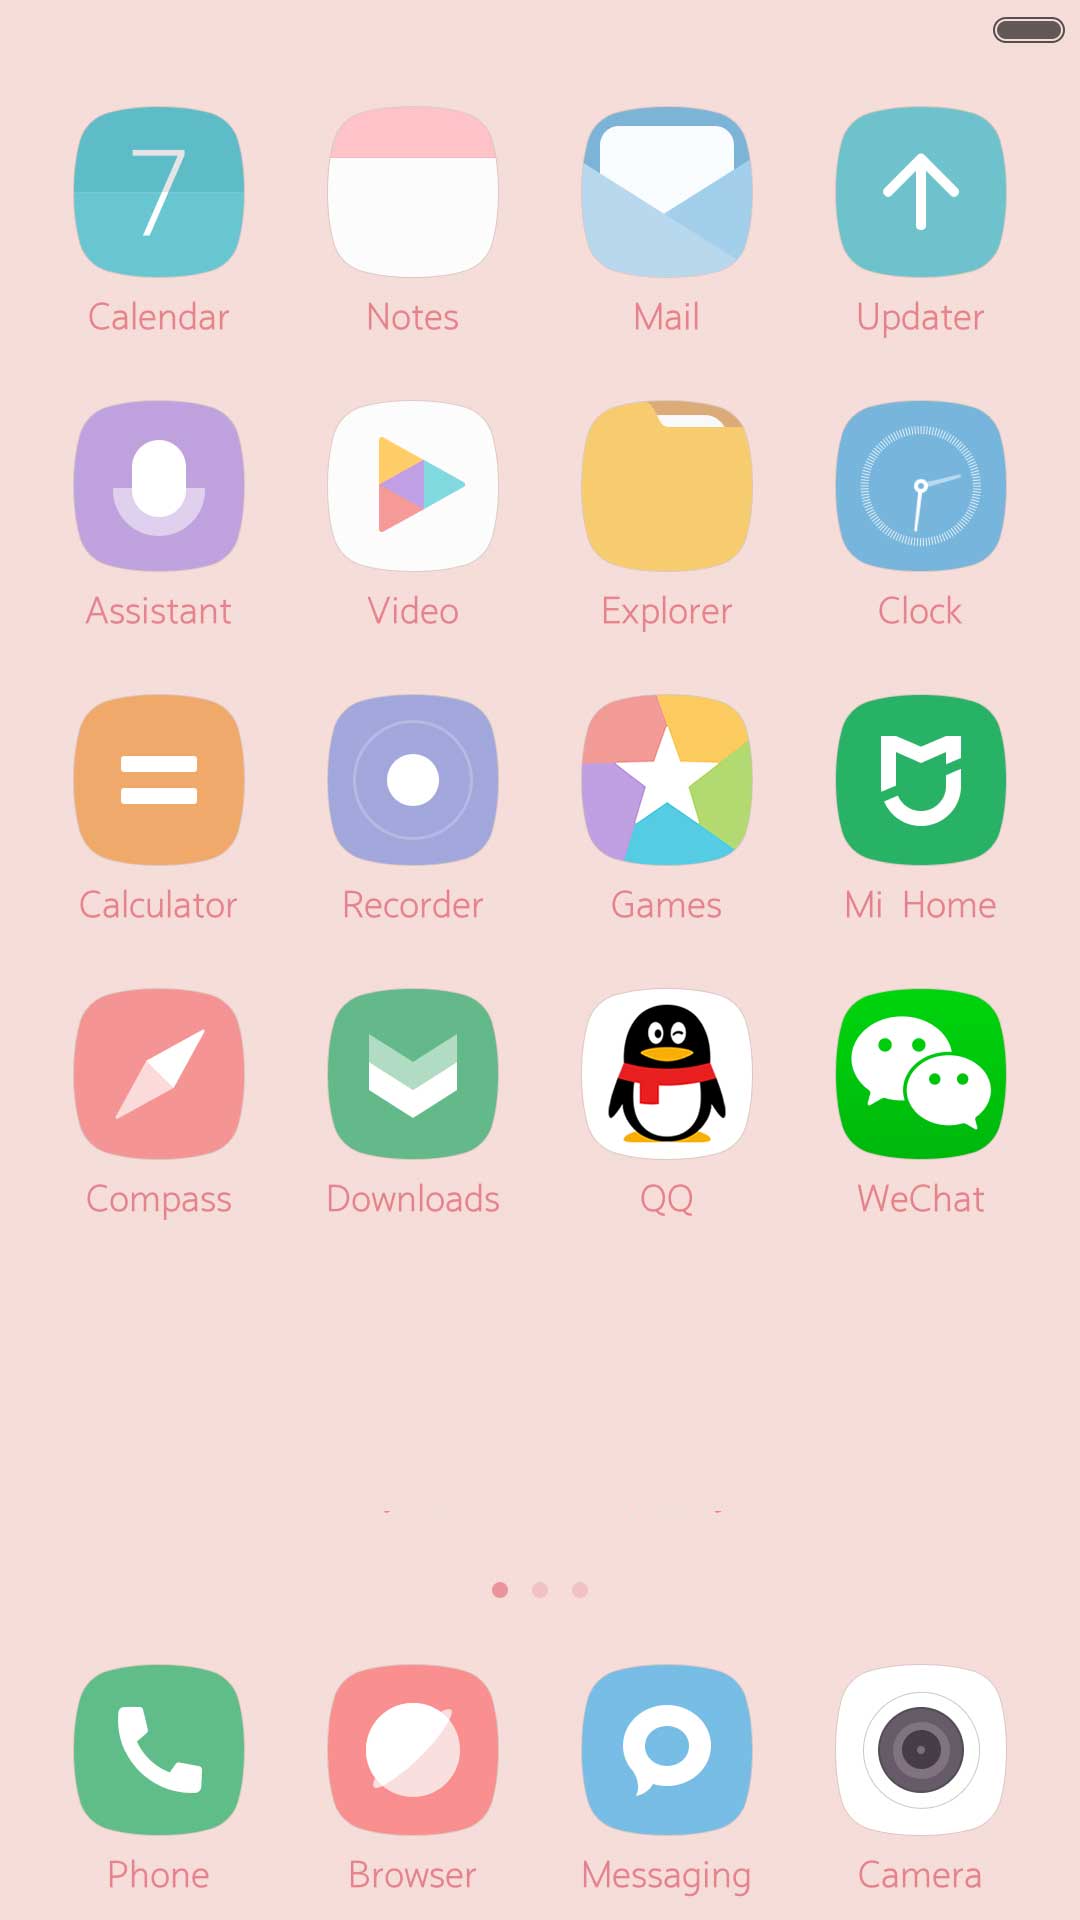 7
Calendar Notes Mail Updater
Assistant Video Explorer Clock
Calculator Recorder Games Mi Home
Compass Downloads QQ WeChat
Phone Browser Messaging Camera